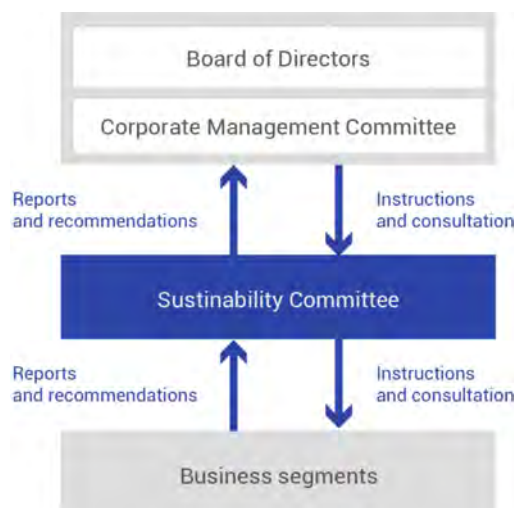 Board of Directors
Corporate Management Committee
Reports
and recommendations
Instructions
and consultation
Sustinability Committee
Reports
and recommendations
Instructions
and consultation
Business segments